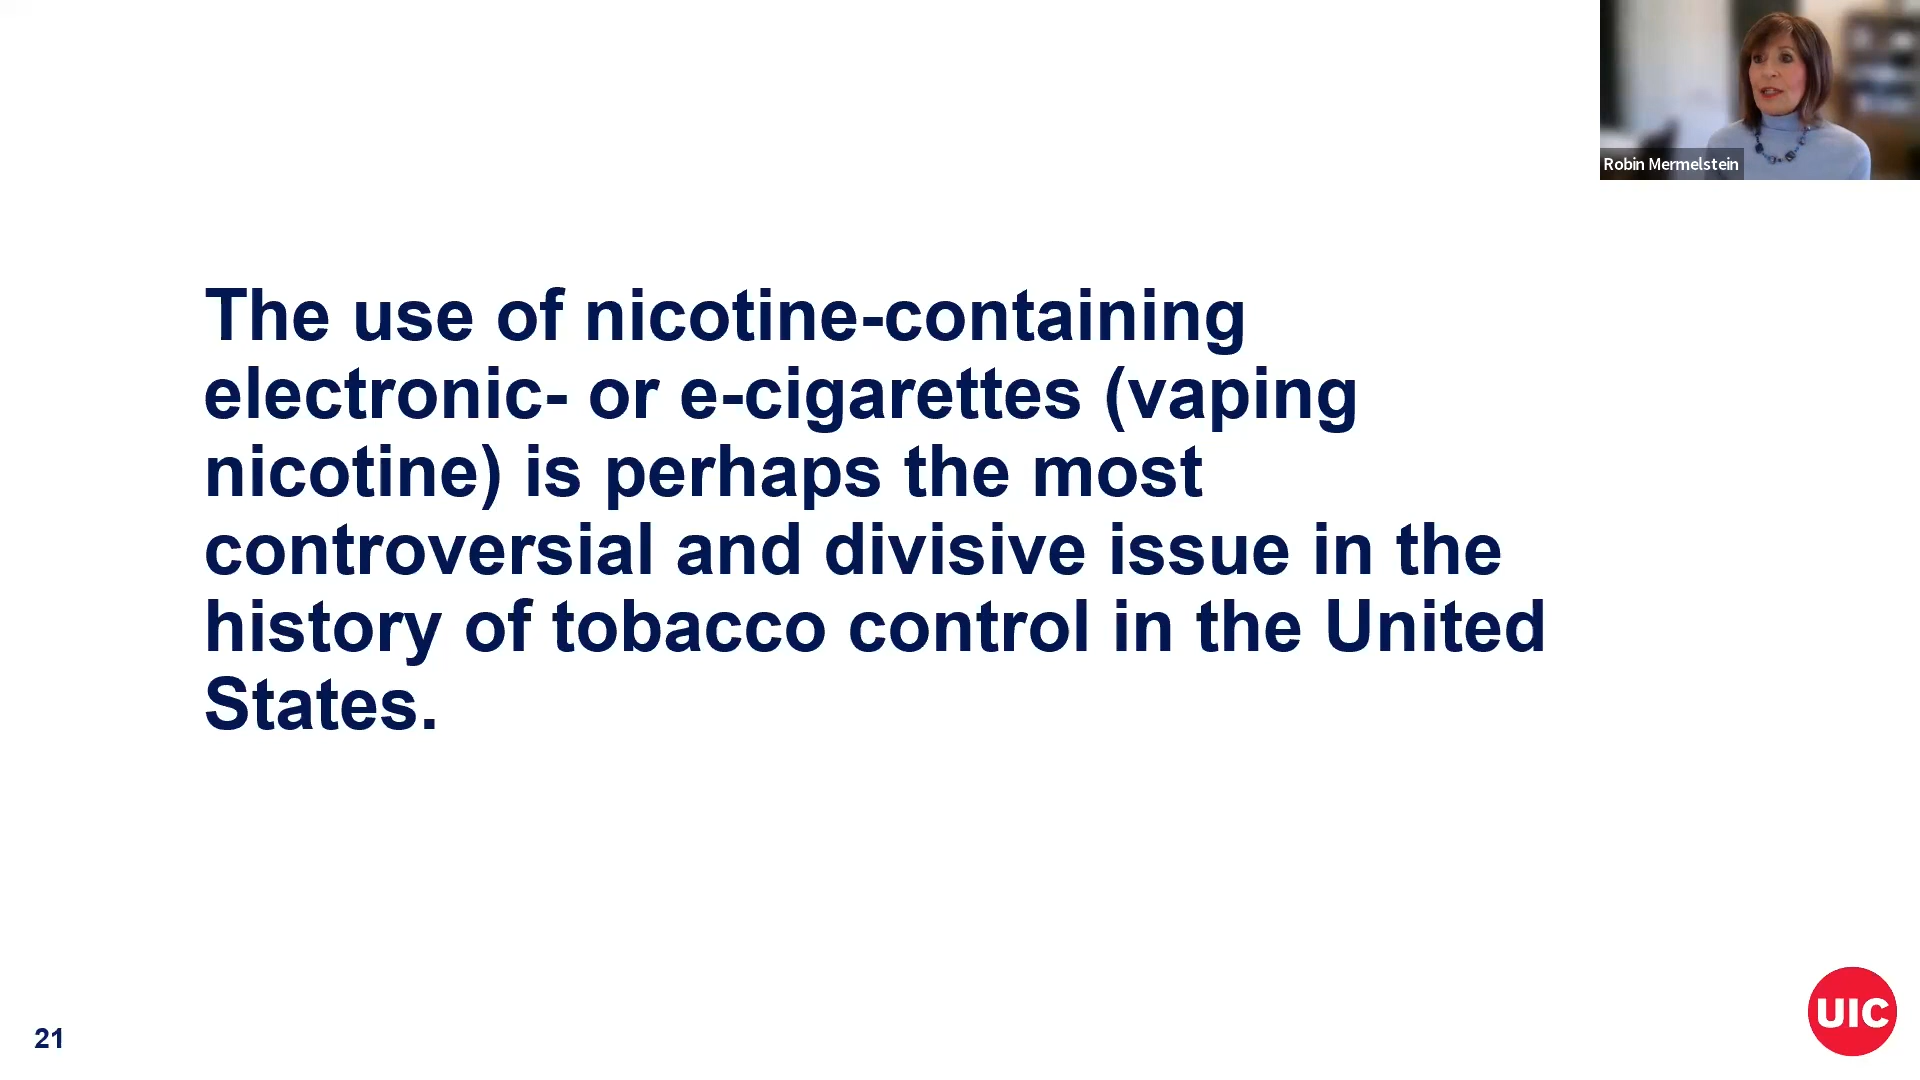 Robin Mermelstein
The use of nicotine-containing
electronic- or e-cigarettes (vaping
nicotine) is perhaps the most
controversial and divisive issue in the
history of tobacco control in the United
States.
21
UIC